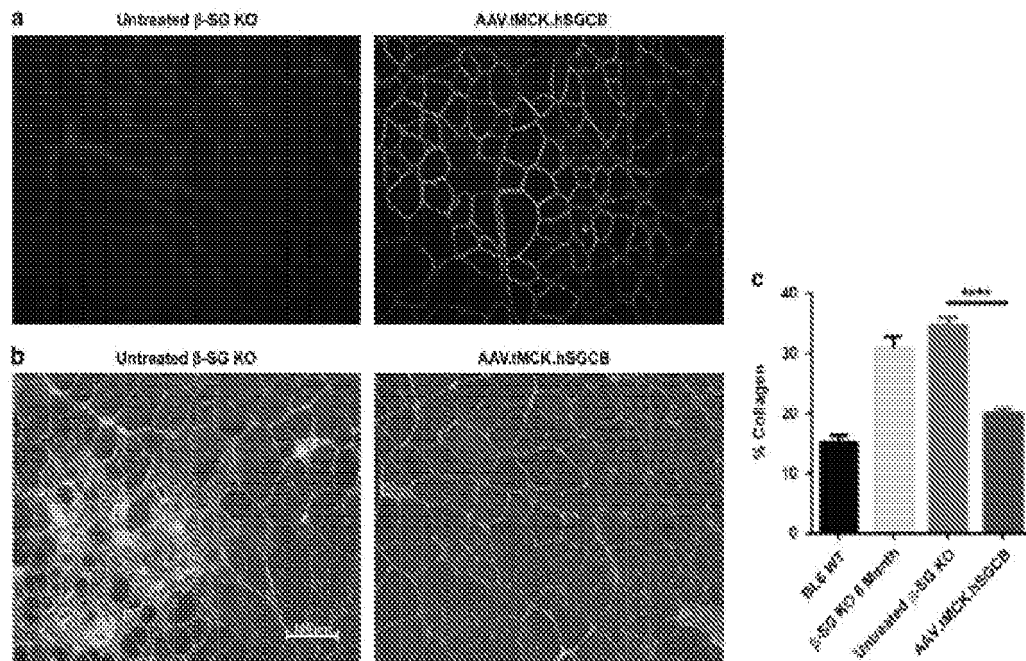 a
Untreated β-SG KO
AAV.tMCK.hSGCB
b
Untreated β-SG KO
AAV.tMCK.hSGCB
c
****
% Collagen
40
30
20
10
0
BL6 WT
β-SG KO 6 Month
Untreated β-SG KO
AAV.tMCK.hSGCB